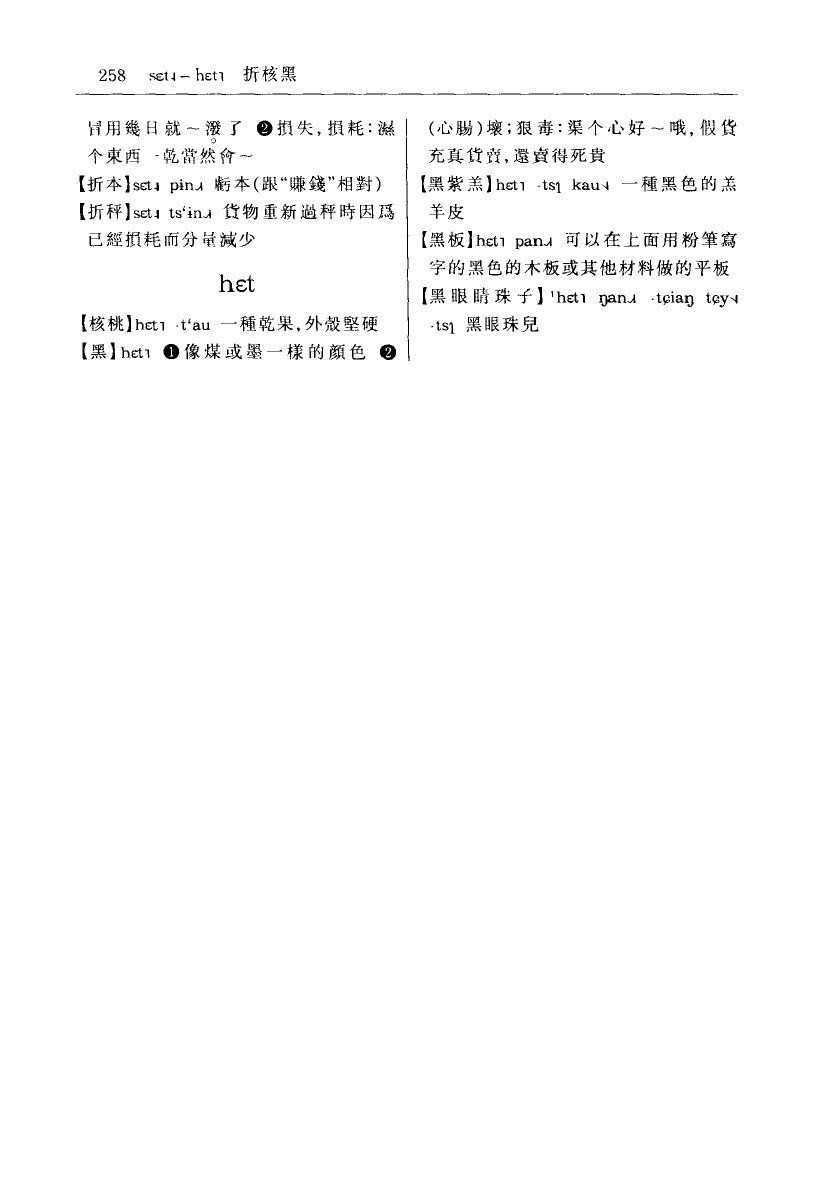 258 sɛt˩−hɛt˥ 折核黑
冒用幾日就～潑了 ❷損失,損耗:濕
个東西一乾當然會～
【折本】sɛt˩ pɨn˩ 虧本(跟“賺錢”相對)
【折秤】sɛt˩ ts‘ɨn˩ 貨物重新過秤時因爲
已經損耗而分量減少
hɛt
【核桃】hɛt˥ ·t‘au 一種乾果,外殼堅硬
【黑】hɛt˥ ❶像煤或墨一樣的顔色 ❷
(心腸)壞;狠毒:渠个心好～哦,假貨
充真貨賣,還賣得死貴
【黑紫羔】hɛt˥ ·tsɿ kau 一種黑色的羔
羊皮
【黑板】hɛt˥ pan 可以在上面用粉筆寫
字的黑色的木板或其他材料做的平板
【黑眼睛珠子】'hɛt˥ ŋan ·tɕiaŋ tɕy
·tsɿ 黑眼珠兒